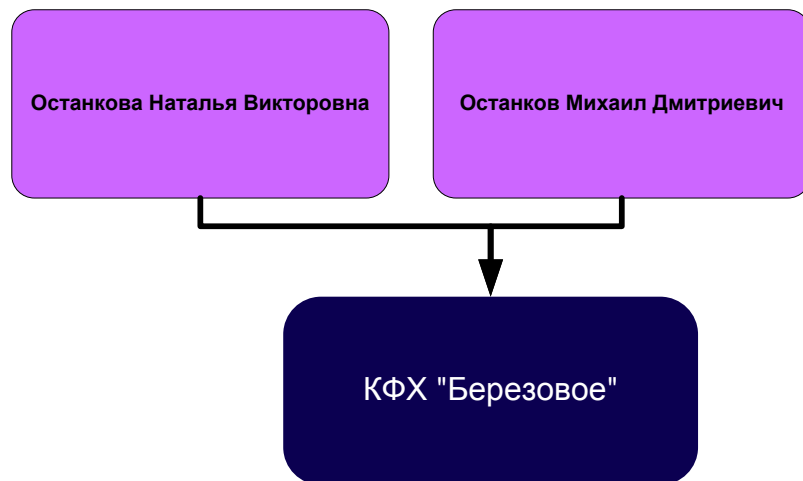 Останкова Наталья Викторовна
Останков Михаил Дмитриевич
КФХ "Березовое"